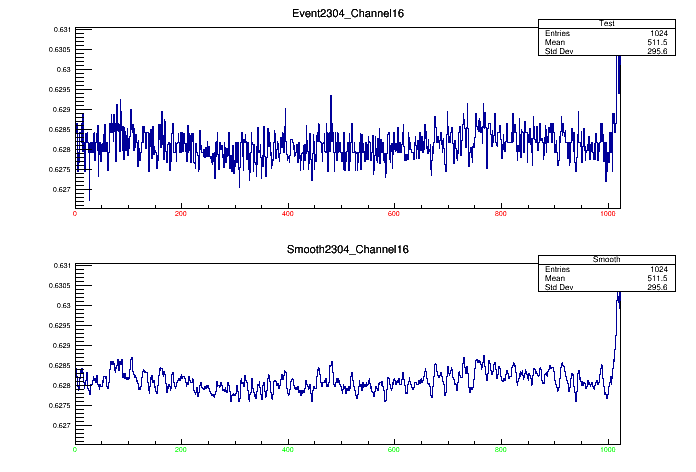 Event2304_Channel16
Test
Entries 1024
Mean 511.5
Std Dev 295.6
0.631
0.6305
0.63
0.6295
0.629
0.6285
0.628
0.6275
0.627
0 200 400 600 800 1000
Smooth2304_Channel16
Smooth
Entries 1024
Mean 511.5
Std Dev 295.6
0.631
0.6305
0.63
0.6295
0.629
0.6285
0.628
0.6275
0.627
0 200 400 600 800 1000